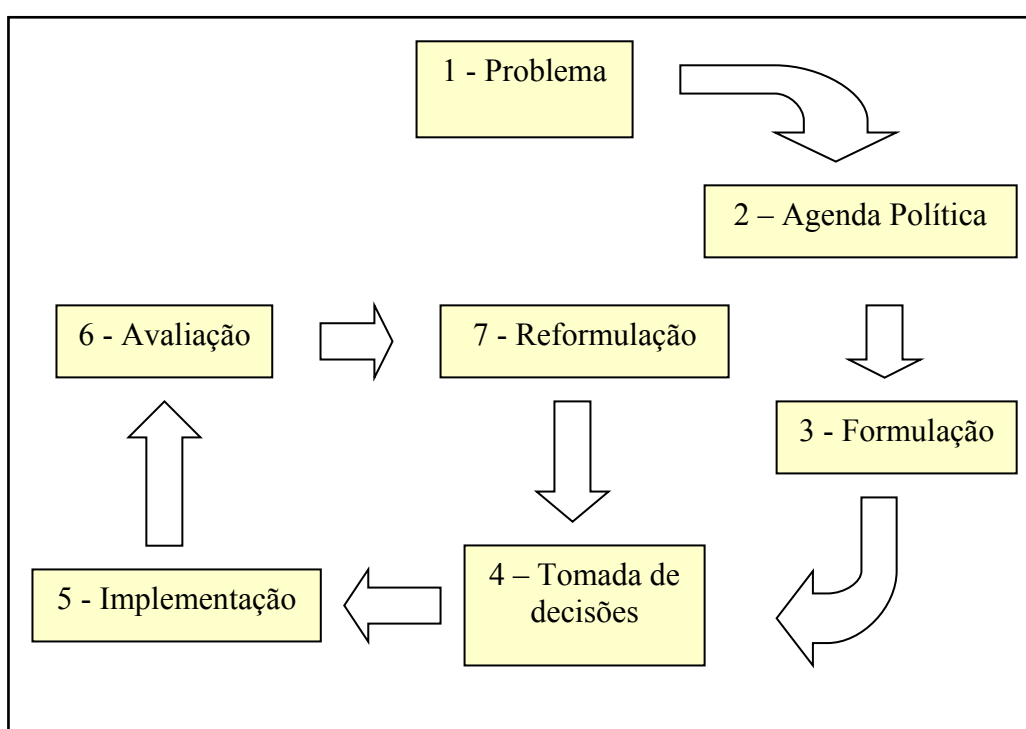 1 - Problema
2 – Agenda Política
6 - Avaliação
7 - Reformulação
3 - Formulação
4 – Tomada de
decisões
5 - Implementação